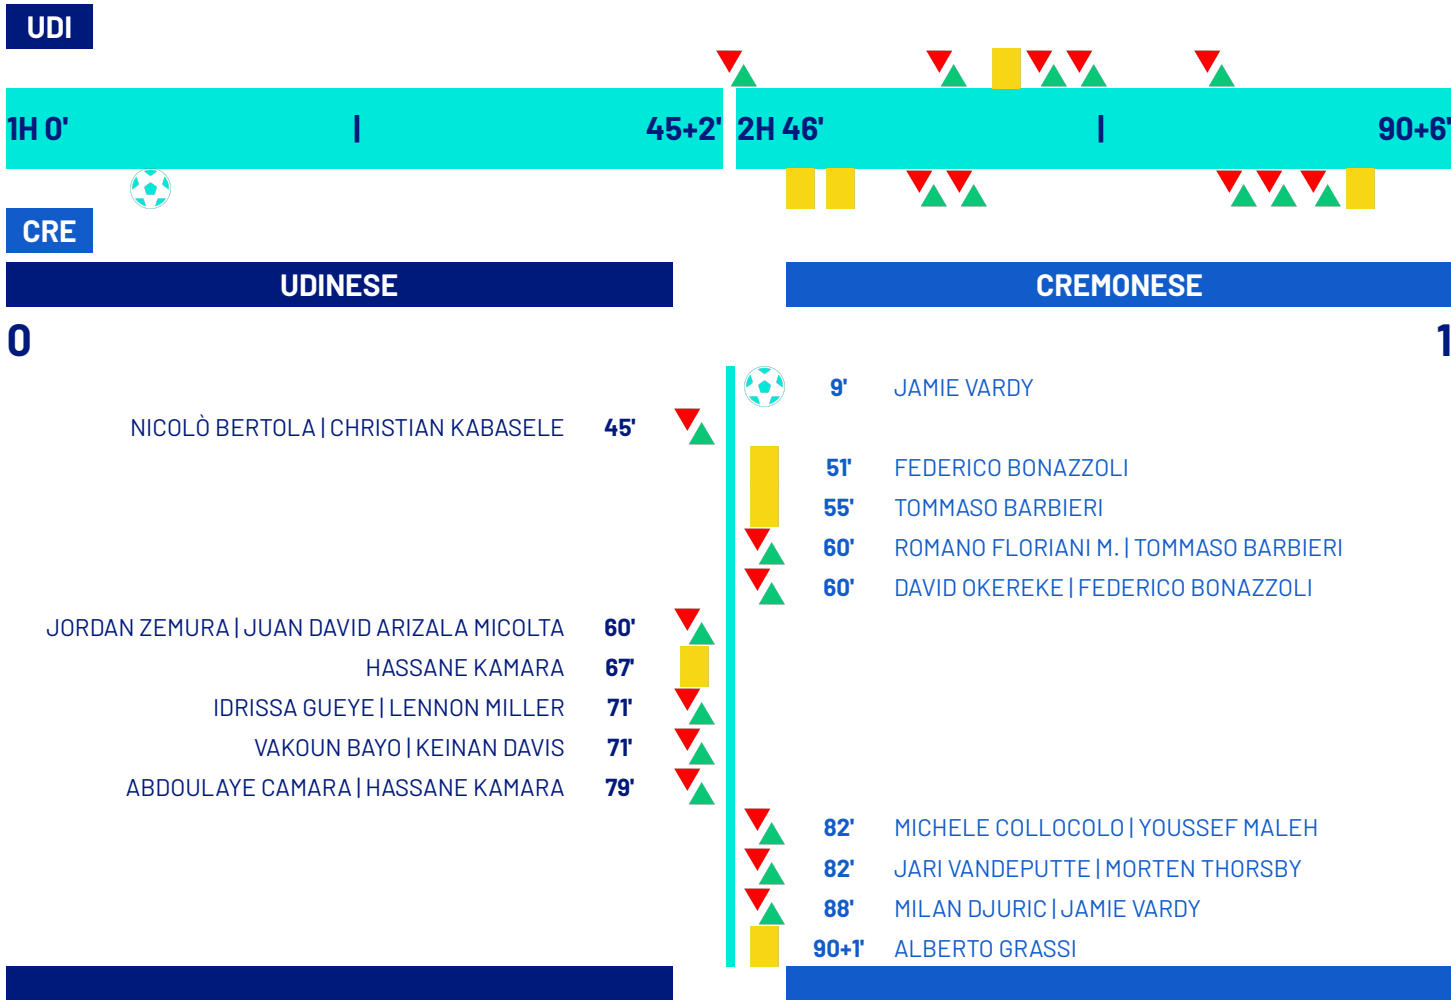 UDI
1H 0' | 45+2' 2H 46' | 90+6'
CRE
UDINESE CREMONESE
0 1
9' JAMIE VARDY
NICOLÒ BERTOLA | CHRISTIAN KABASELE 45'
51' FEDERICO BONAZZOLI
55' TOMMASO BARBIERI
60' ROMANO FLORIANI M. | TOMMASO BARBIERI
60' DAVID OKEREKE | FEDERICO BONAZZOLI
JORDAN ZEMURA | JUAN DAVID ARIZALA MICOLTA 60'
HASSANE KAMARA 67'
IDRISSA GUEYE | LENNON MILLER 71'
VAKOUN BAYO | KEINAN DAVIS 71'
ABDOULAYE CAMARA | HASSANE KAMARA 79'
82' MICHELE COLLOCOLO | YOUSSEF MALEH
82' JARI VANDEPUTTE | MORTEN THORSBY
88' MILAN DJURIC | JAMIE VARDY
90+1' ALBERTO GRASSI